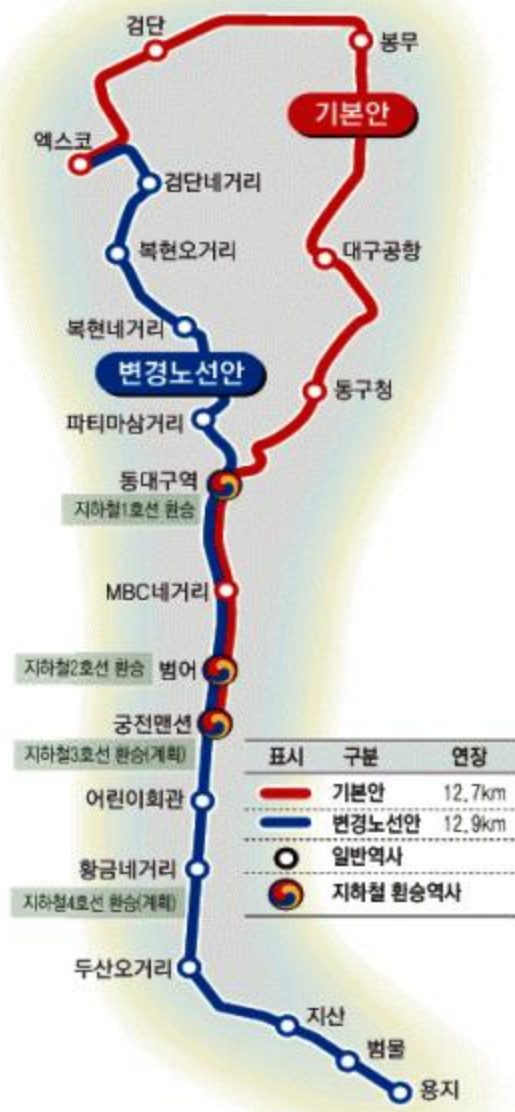 검단
봉무
기본안
엑스코
검단네거리
복현오거리
대구공항
복현네거리
변경노선안
동구청
파티마삼거리
동대구역
지하철1호선 환승
MBC네거리
지하철2호선 환승 범어
궁전맨션
지하철3호선 환승(계획)
표시 구분 연장
기본안 12.7km
어린이회관
변경노선안 12.9km
일반역사
황금네거리
지하철 환승역사
지하철4호선 환승(계획)
두산오거리
지산
범물
용지